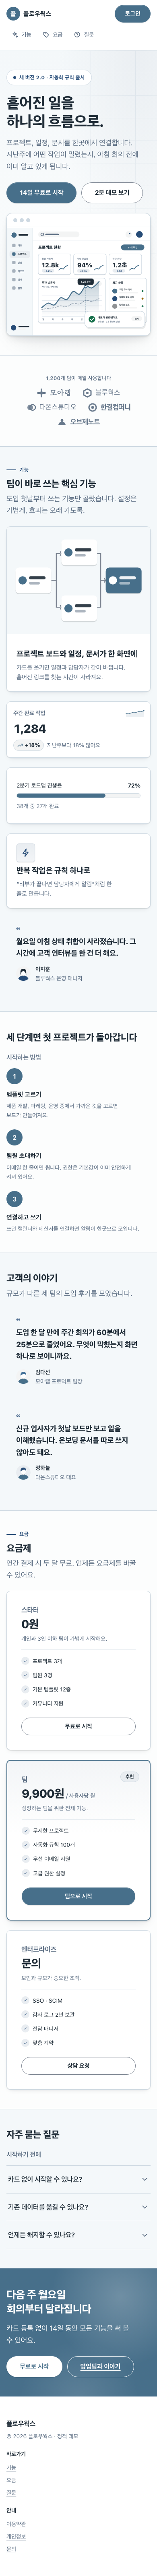 플 플로우웍스
로그인
기능 요금 질문
새 버전 2.0 · 자동화 규칙 출시
흩어진 일을
하나의 흐름으로.
프로젝트, 일정, 문서를 한곳에서 연결합니다.
지난주에 어떤 작업이 밀렸는지, 아침 회의 전에
이미 알고 있게 됩니다.
14일 무료로 시작
2분 데모 보기
프로젝트 현황
12.8k
94%
1.2초
1,200개 팀이 매일 사용합니다
모아랩 블루웍스
다온스튜디오 한결컴퍼니
오브제노트
기능
팀이 바로 쓰는 핵심 기능
도입 첫날부터 쓰는 기능만 골랐습니다. 설정은
가볍게, 효과는 오래 가도록.
프로젝트 보드와 일정, 문서가 한 화면에
카드를 옮기면 일정과 담당자가 같이 바뀝니다.
흩어진 링크를 찾는 시간이 사라져요.
주간 완료 작업
1,284
+18% 지난주보다 18% 많아요
2분기 로드맵 진행률 72%
38개 중 27개 완료
반복 작업은 규칙 하나로
"리뷰가 끝나면 담당자에게 알림"처럼 한
줄로 만듭니다.
"
월요일 아침 상태 취합이 사라졌습니다. 그
시간에 고객 인터뷰를 한 건 더 해요.
이지훈
블루웍스 운영 매니저
세 단계면 첫 프로젝트가 돌아갑니다
시작하는 방법
1
템플릿 고르기
제품 개발, 마케팅, 운영 중에서 가까운 것을 고르면
보드가 만들어져요.
2
팀원 초대하기
이메일 한 줄이면 됩니다. 권한은 기본값이 이미 안전하게
켜져 있어요.
3
연결하고 쓰기
쓰던 캘린더와 메신저를 연결하면 알림이 한곳으로 모입니다.
고객의 이야기
규모가 다른 세 팀의 도입 후기를 모았습니다.
"
도입 한 달 만에 주간 회의가 60분에서
25분으로 줄었어요. 무엇이 막혔는지 화면
하나로 보이니까요.
김다선
모아랩 프로덕트 팀장
"
신규 입사자가 첫날 보드만 보고 일을
이해했습니다. 온보딩 문서를 따로 쓰지
않아도 돼요.
정하늘
다온스튜디오 대표
요금
요금제
연간 결제 시 두 달 무료. 언제든 요금제를 바꿀
수 있어요.
스타터
0원
개인과 3인 이하 팀이 가볍게 시작해요.
프로젝트 3개
팀원 3명
기본 템플릿 12종
커뮤니티 지원
무료로 시작
팀 추천
9,900원 / 사용자당 월
성장하는 팀을 위한 전체 기능.
무제한 프로젝트
자동화 규칙 100개
우선 이메일 지원
고급 권한 설정
팀으로 시작
엔터프라이즈
문의
보안과 규모가 중요한 조직.
SSO · SCIM
감사 로그 2년 보관
전담 매니저
맞춤 계약
상담 요청
자주 묻는 질문
시작하기 전에
카드 없이 시작할 수 있나요?
기존 데이터를 옮길 수 있나요?
언제든 해지할 수 있나요?
다음 주 월요일
회의부터 달라집니다
카드 등록 없이 14일 동안 모든 기능을 써 볼
수 있어요.
무료로 시작
영업팀과 이야기
플로우웍스
© 2026 플로우웍스 · 정적 데모
바로가기
기능
요금
질문
안내
이용약관
개인정보
문의